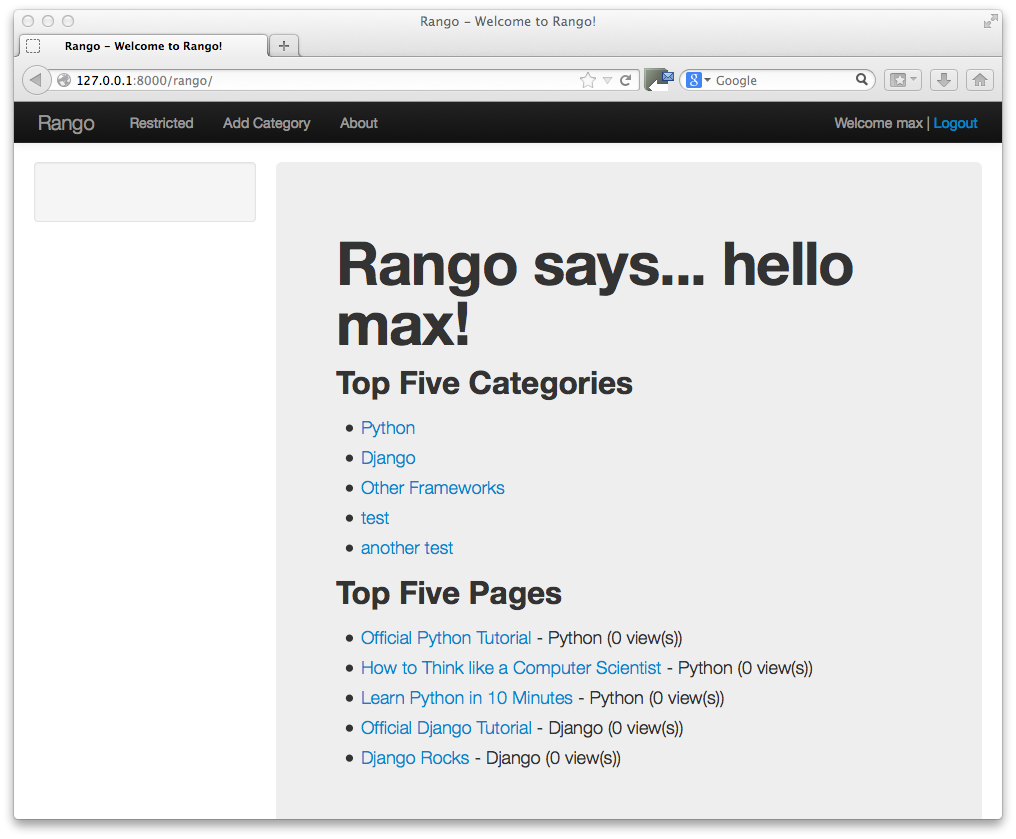 Rango - Welcome to Rango!
Rango - Welcome to Rango!
127.0.0.1:8000/rango/
8
Google
Rango Restricted Add Category About Welcome max | Logout
Rango says... hello
max!
Top Five Categories
Python
Django
Other Frameworks
test
another test
Top Five Pages
Official Python Tutorial - Python (0 view(s))
How to Think like a Computer Scientist - Python (0 view(s))
Learn Python in 10 Minutes - Python (0 view(s))
Official Django Tutorial - Django (0 view(s))
Django Rocks - Django (0 view(s))